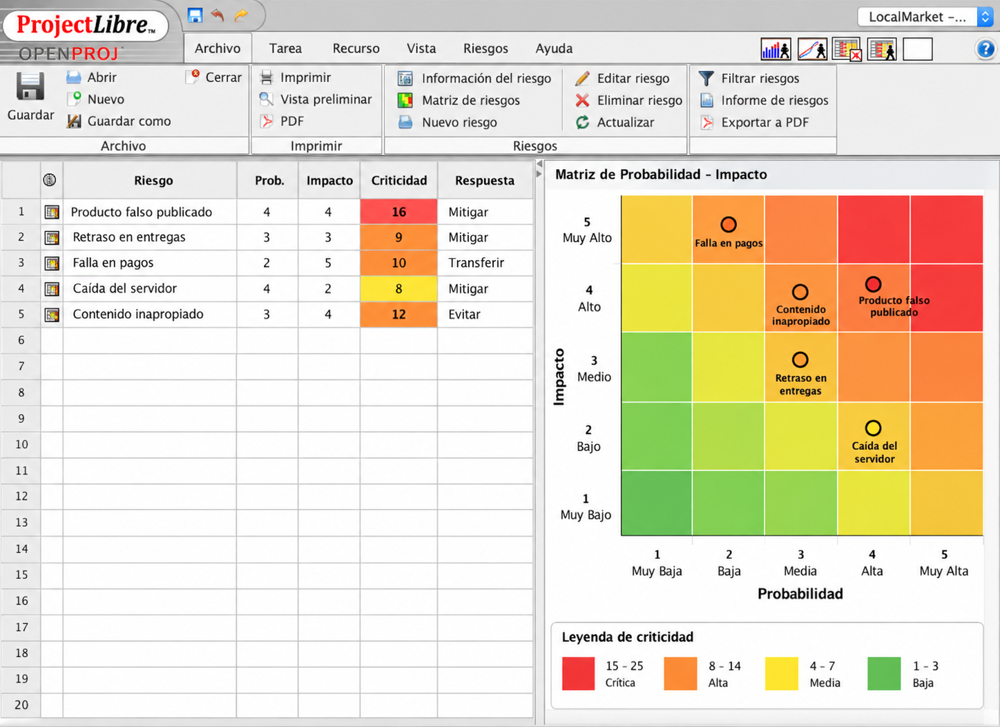 ProjectLibre™
OPENPROJ
LocalMarket –...
Archivo Tarea Recurso Vista Riesgos Ayuda
?
Guardar
Abrir
Nuevo
Guardar como
Cerrar
Archivo
Imprimir
Vista preliminar
PDF
Imprimir
Información del riesgo
Matriz de riesgos
Nuevo riesgo
Editar riesgo
Eliminar riesgo
Actualizar
Riesgos
Filtrar riesgos
Informe de riesgos
Exportar a PDF
Riesgo Prob. Impacto Criticidad Respuesta
1 Producto falso publicado 4 4 16 Mitigar
2 Retraso en entregas 3 3 9 Mitigar
3 Falla en pagos 2 5 10 Transferir
4 Caída del servidor 4 2 8 Mitigar
5 Contenido inapropiado 3 4 12 Evitar
6
7
8
9
10
11
12
13
14
15
16
17
18
19
20
Matriz de Probabilidad – Impacto
Impacto
5
Muy Alto
4
Alto
3
Medio
2
Bajo
1
Muy Bajo
Falla en pagos
Contenido
inapropiado
Producto falso
publicado
Retraso en
entregas
Caída del
servidor
1 2 3 4 5
Muy Baja Baja Media Alta Muy Alta
Probabilidad
Leyenda de criticidad
15 – 25
Crítica
8 – 14
Alta
4 – 7
Media
1 – 3
Baja